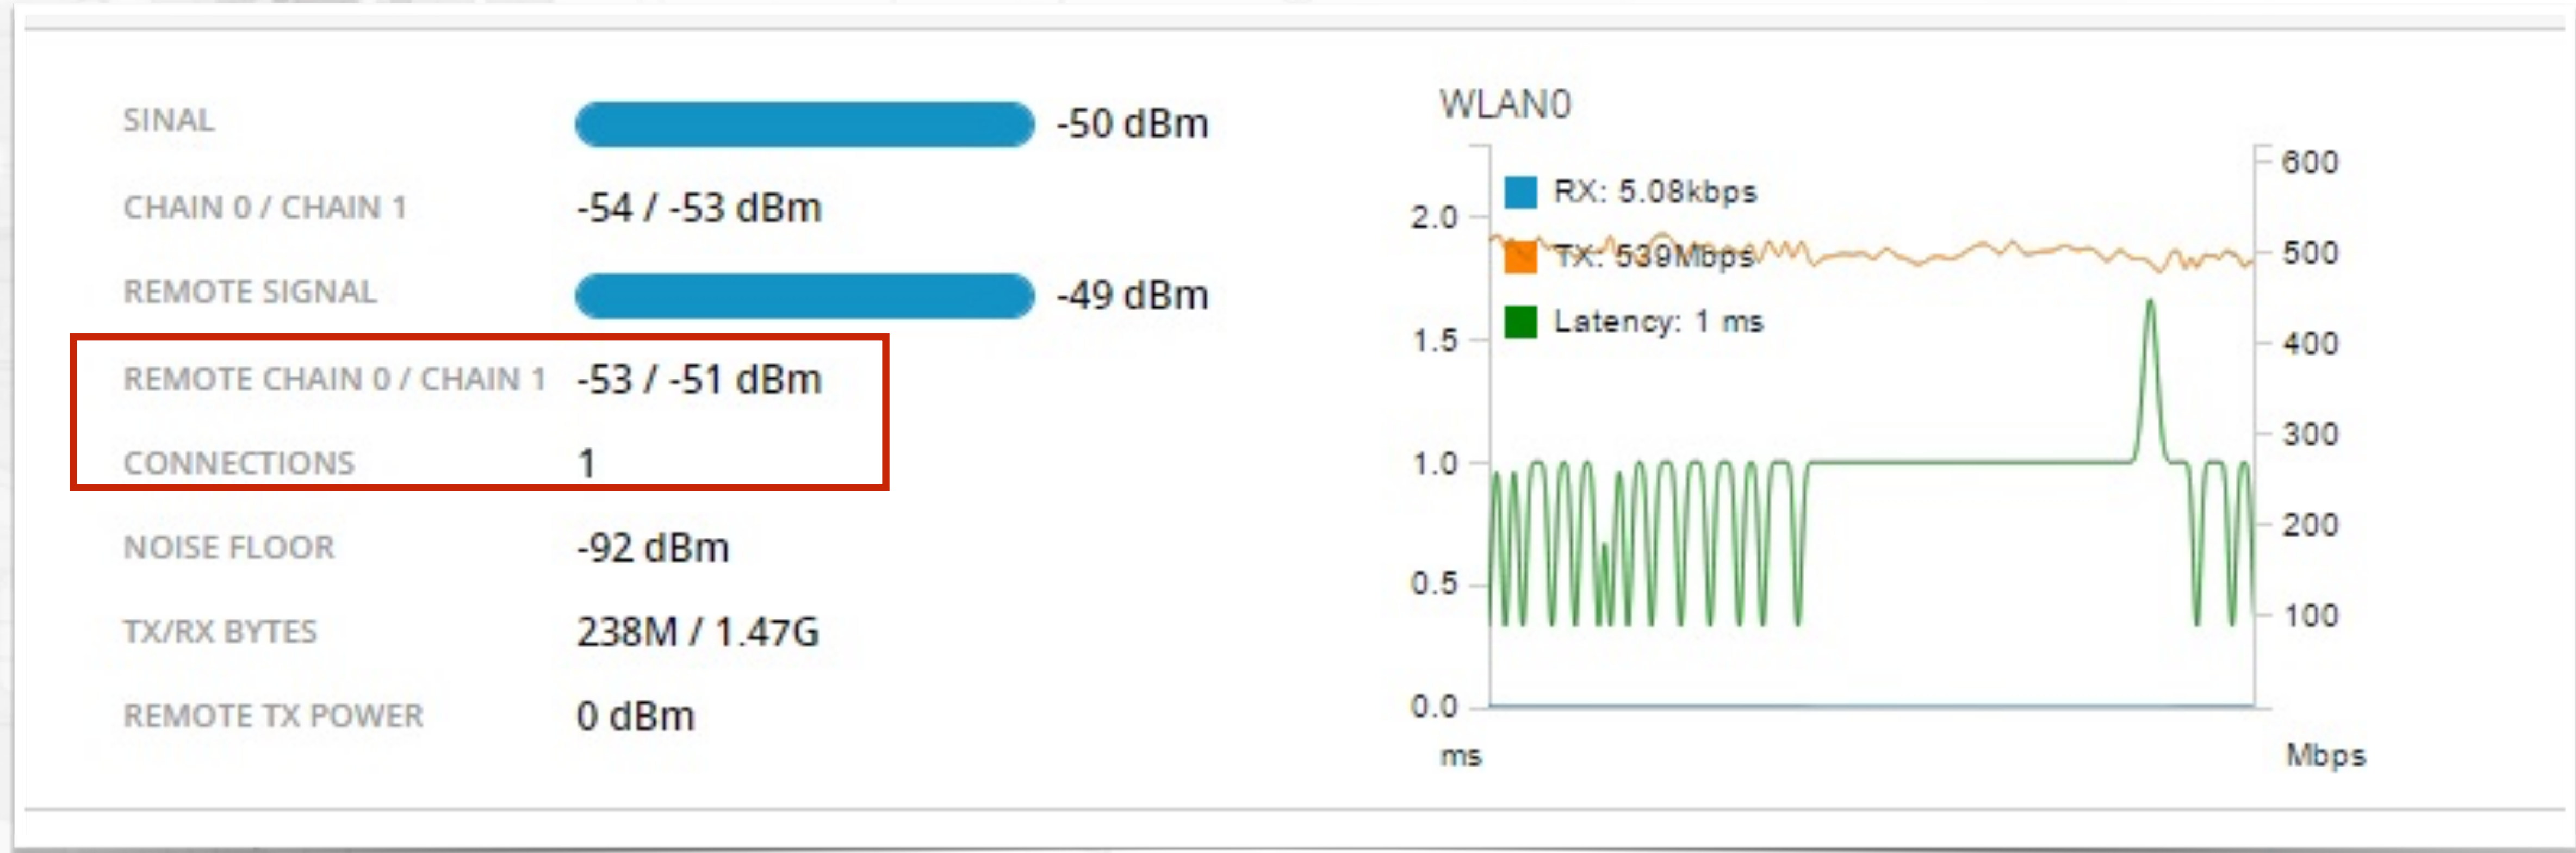 SINAL -50 dBm
CHAIN 0 / CHAIN 1 -54 / -53 dBm
REMOTE SIGNAL -49 dBm
REMOTE CHAIN 0 / CHAIN 1 -53 / -51 dBm
CONNECTIONS 1
NOISE FLOOR -92 dBm
TX/RX BYTES 238M / 1.47G
REMOTE TX POWER 0 dBm
WLAN0
RX: 5.08kbps
TX: 539Mbps
Latency: 1 ms
2.0
1.5
1.0
0.5
0.0
ms
600
500
400
300
200
100
Mbps